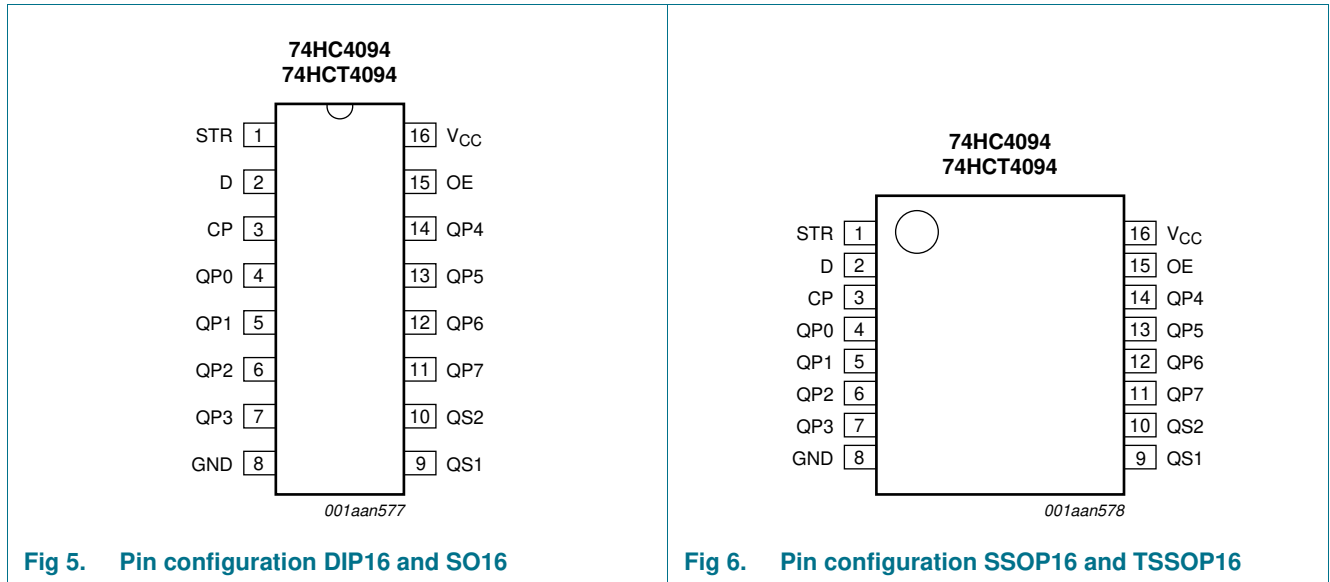 74HC4094
74HCT4094
STR 1 16 VCC
D 2 15 OE
CP 3 14 QP4
QP0 4 13 QP5
QP1 5 12 QP6
QP2 6 11 QP7
QP3 7 10 QS2
GND 8 9 QS1
001aan577
Fig 5. Pin configuration DIP16 and SO16
74HC4094
74HCT4094
STR 1 16 VCC
D 2 15 OE
CP 3 14 QP4
QP0 4 13 QP5
QP1 5 12 QP6
QP2 6 11 QP7
QP3 7 10 QS2
GND 8 9 QS1
001aan578
Fig 6. Pin configuration SSOP16 and TSSOP16